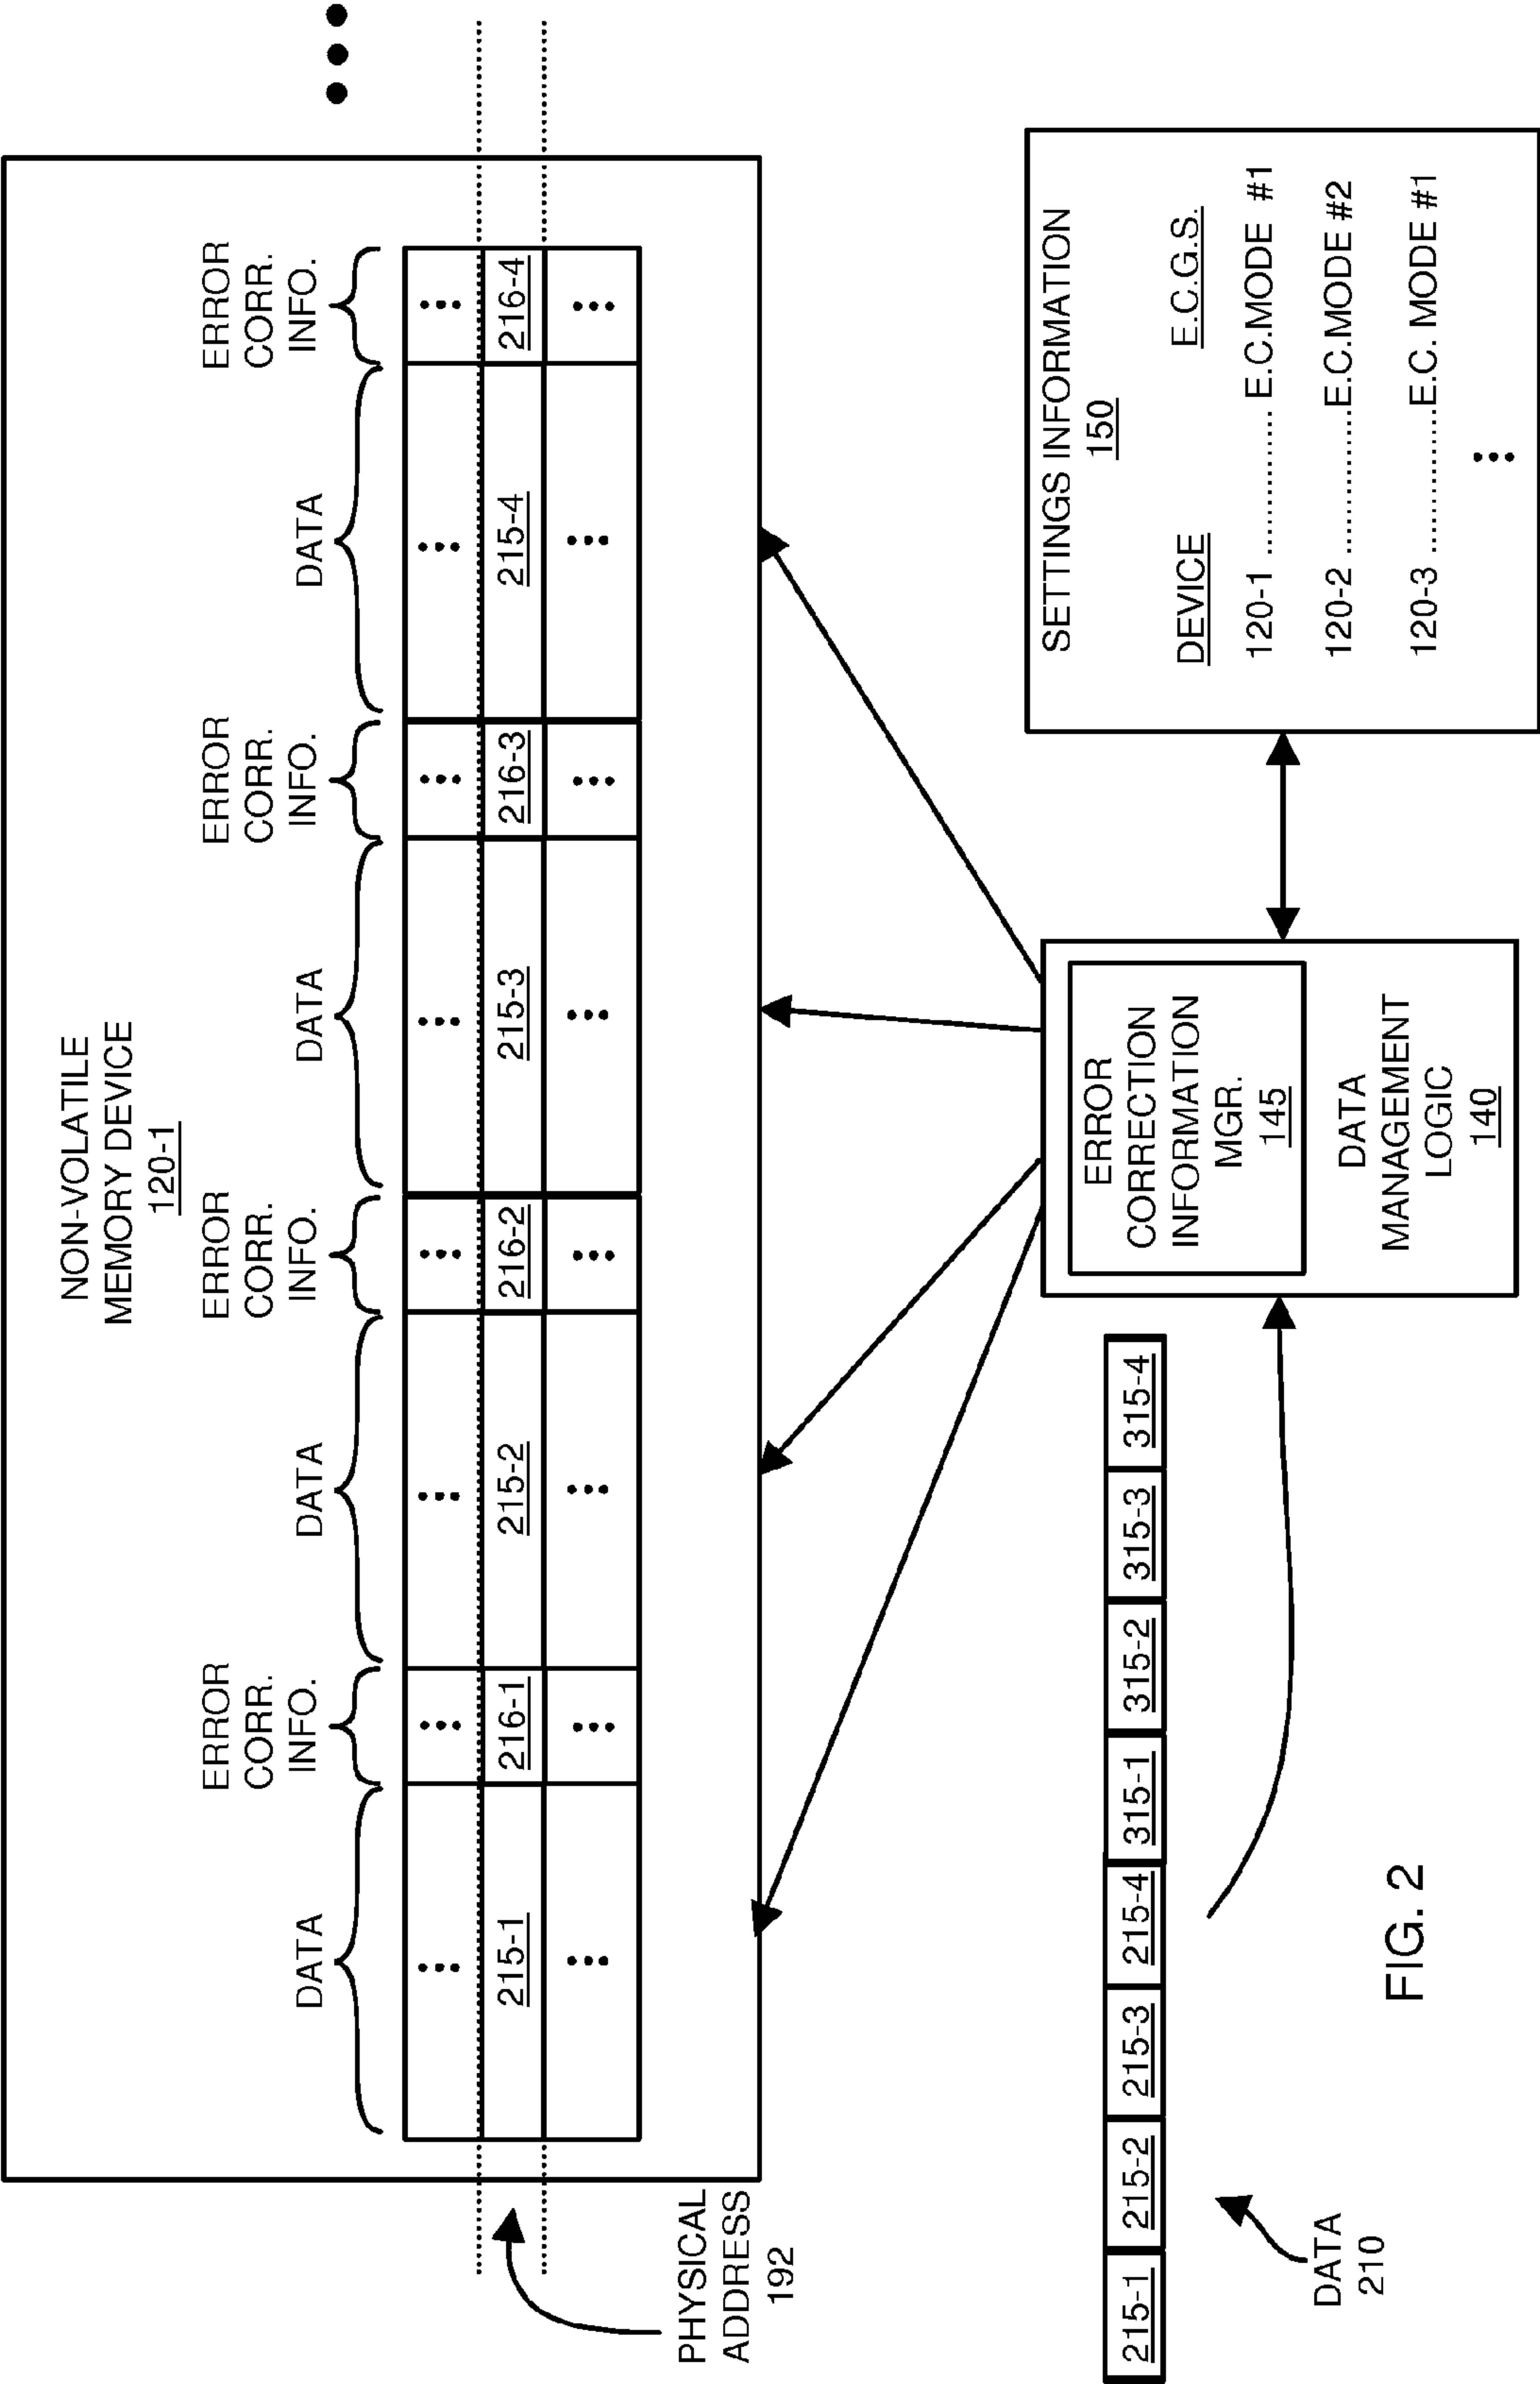 NON-VOLATILE
MEMORY DEVICE
120-1
DATA
ERROR
CORR.
INFO.
DATA
ERROR
CORR.
INFO.
DATA
ERROR
CORR.
INFO.
DATA
ERROR
CORR.
INFO.
215-1
216-1
215-2
216-2
215-3
216-3
215-4
216-4
PHYSICAL
ADDRESS
192
215-1
215-2
215-3
215-4
315-1
315-2
315-3
315-4
DATA
210
ERROR
CORRECTION
INFORMATION
MGR.
145
DATA
MANAGEMENT
LOGIC
140
SETTINGS INFORMATION
150
DEVICE E.C.G.S.
120-1 ............ E.C.MODE #1
120-2 ............E.C.MODE #2
120-3 ............E.C. MODE #1
FIG. 2